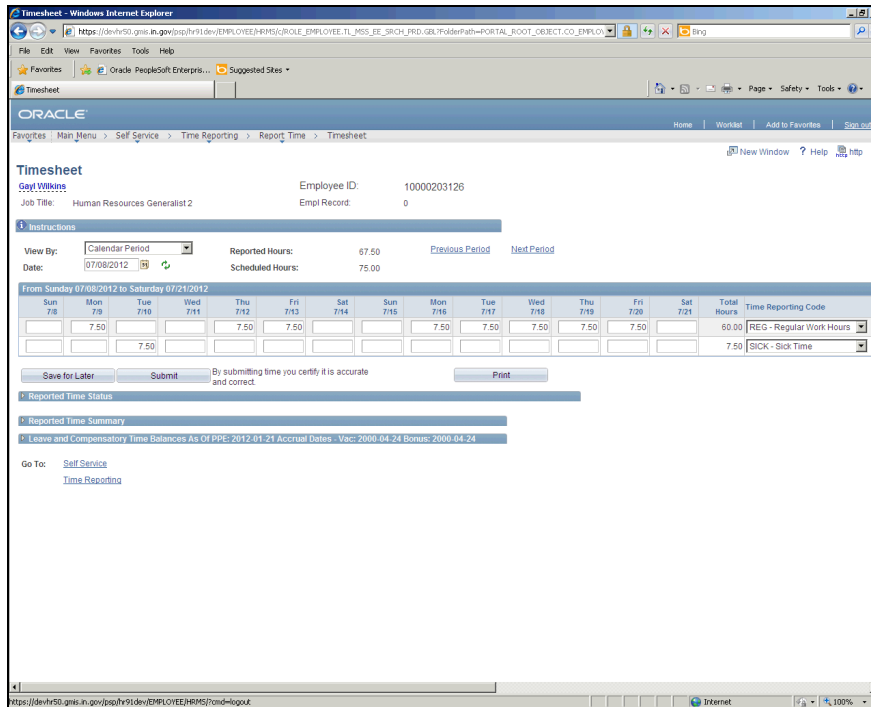 Timesheet - Windows Internet Explorer
https://devhr50.gmis.in.gov/psp/hr91dev/EMPLOYEE/HRMS/c/ROLE_EMPLOYEE.TL_MSS_EE_SRCH_PRD.GBL?FolderPath=PORTAL_ROOT_OBJECT.CO_EMPLOY Bing
File Edit View Favorites Tools Help
Favorites Oracle PeopleSoft Enterpris... Suggested Sites
Timesheet Page Safety Tools
ORACLE
Home | Worklist | Add to Favorites | Sign out
Favorites | Main Menu > Self Service > Time Reporting > Report Time > Timesheet
New Window ? Help http
Timesheet
Gayl Wilkins Employee ID: 10000203126
Job Title: Human Resources Generalist 2 Empl Record: 0
Instructions
View By: Calendar Period Reported Hours: 67.50 Previous Period Next Period
Date: 07/08/2012 Scheduled Hours: 75.00
From Sunday 07/08/2012 to Saturday 07/21/2012
Sun Mon Tue Wed Thu Fri Sat Sun Mon Tue Wed Thu Fri Sat Total Time Reporting Code
7/8 7/9 7/10 7/11 7/12 7/13 7/14 7/15 7/16 7/17 7/18 7/19 7/20 7/21 Hours
7.50 7.50 7.50 7.50 7.50 7.50 7.50 7.50 60.00 REG - Regular Work Hours
7.50 7.50 SICK - Sick Time
Save for Later Submit By submitting time you certify it is accurate and correct. Print
Reported Time Status
Reported Time Summary
Leave and Compensatory Time Balances As Of PPE: 2012-01-21 Accrual Dates - Vac: 2000-04-24 Bonus: 2000-04-24
Go To: Self Service
Time Reporting
https://devhr50.gmis.in.gov/psp/hr91dev/EMPLOYEE/HRMS/?cmd=logout Internet 100%